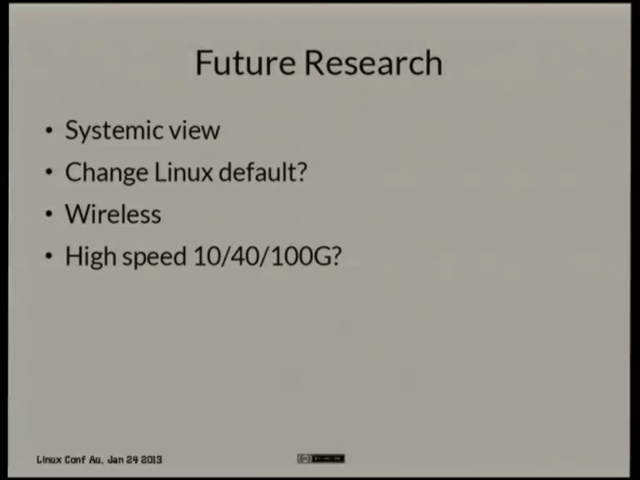 Future Research
• Systemic view
• Change Linux default?
• Wireless
• High speed 10/40/100G?
Linux Conf Au, Jan 24 2013